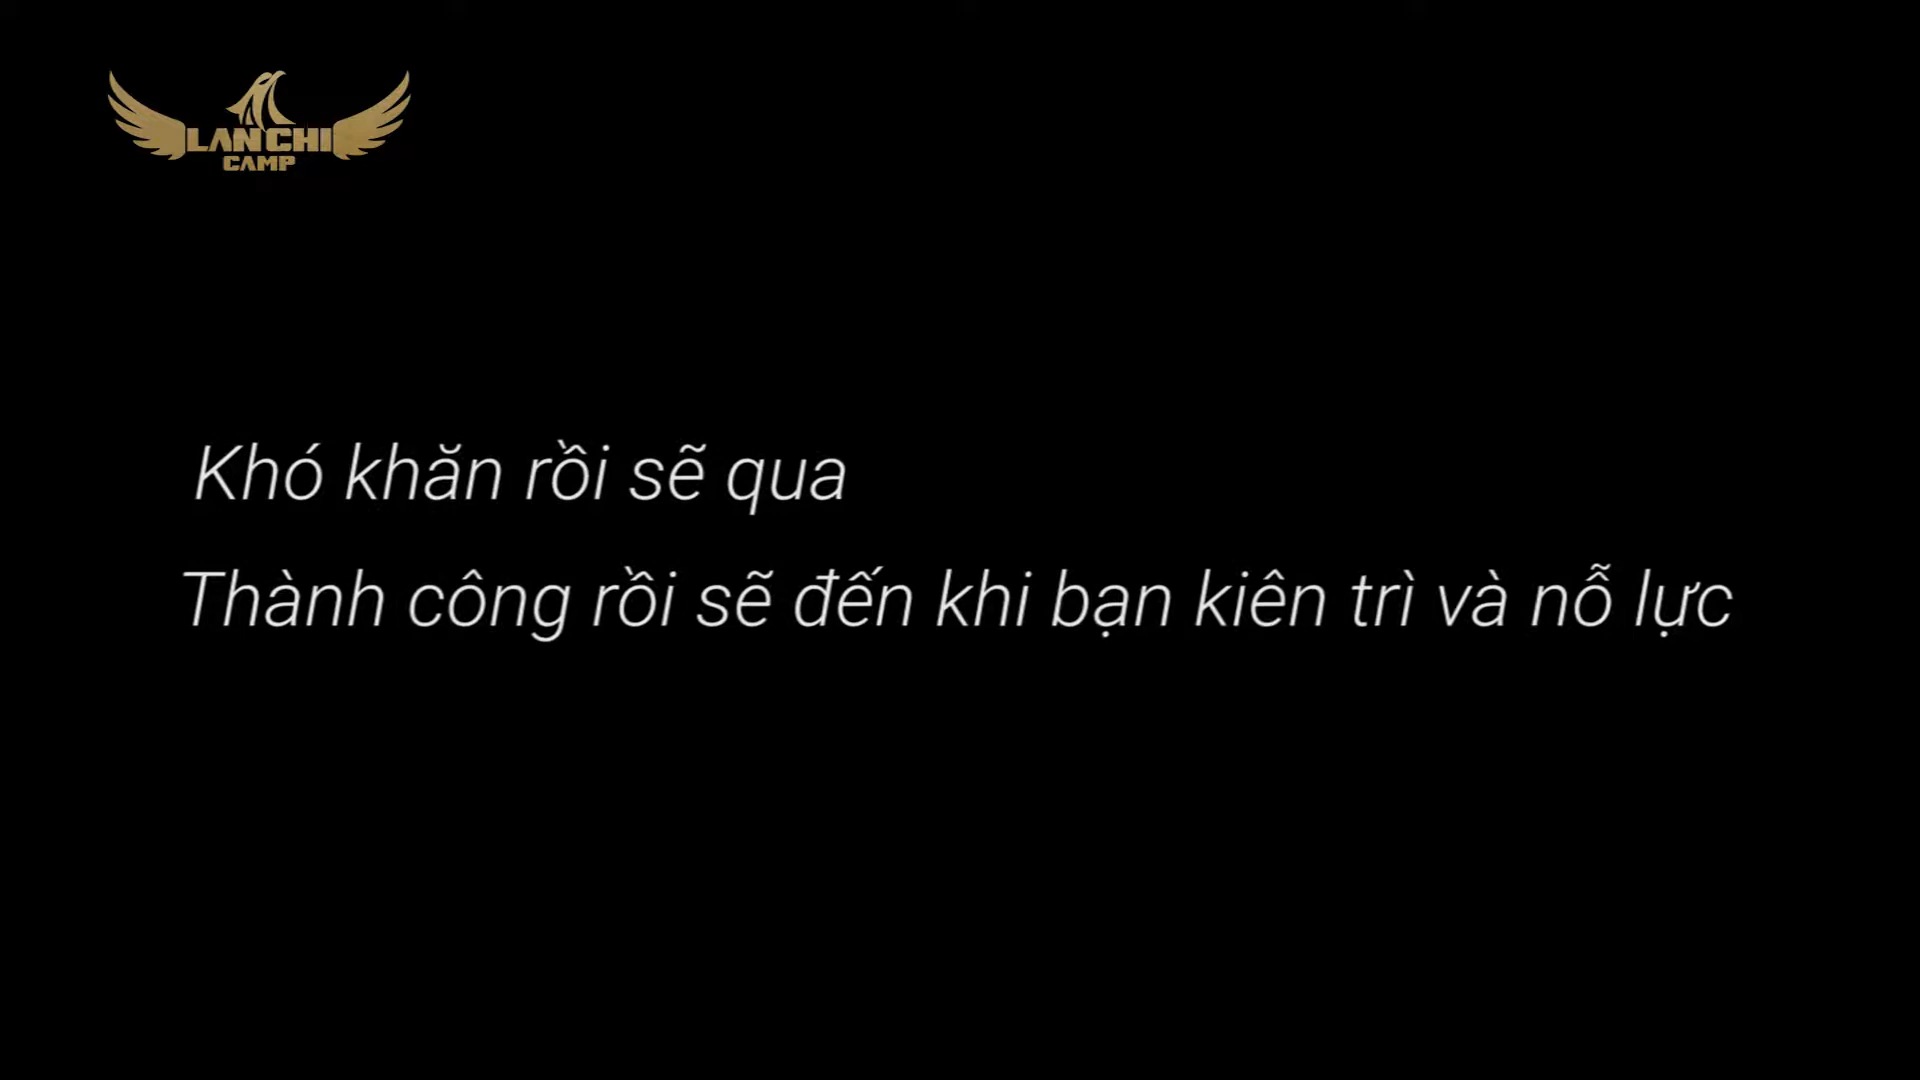 LAN CHI
CAMP
Khó khăn rồi sẽ qua
Thành công rồi sẽ đến khi bạn kiên trì và nỗ lực